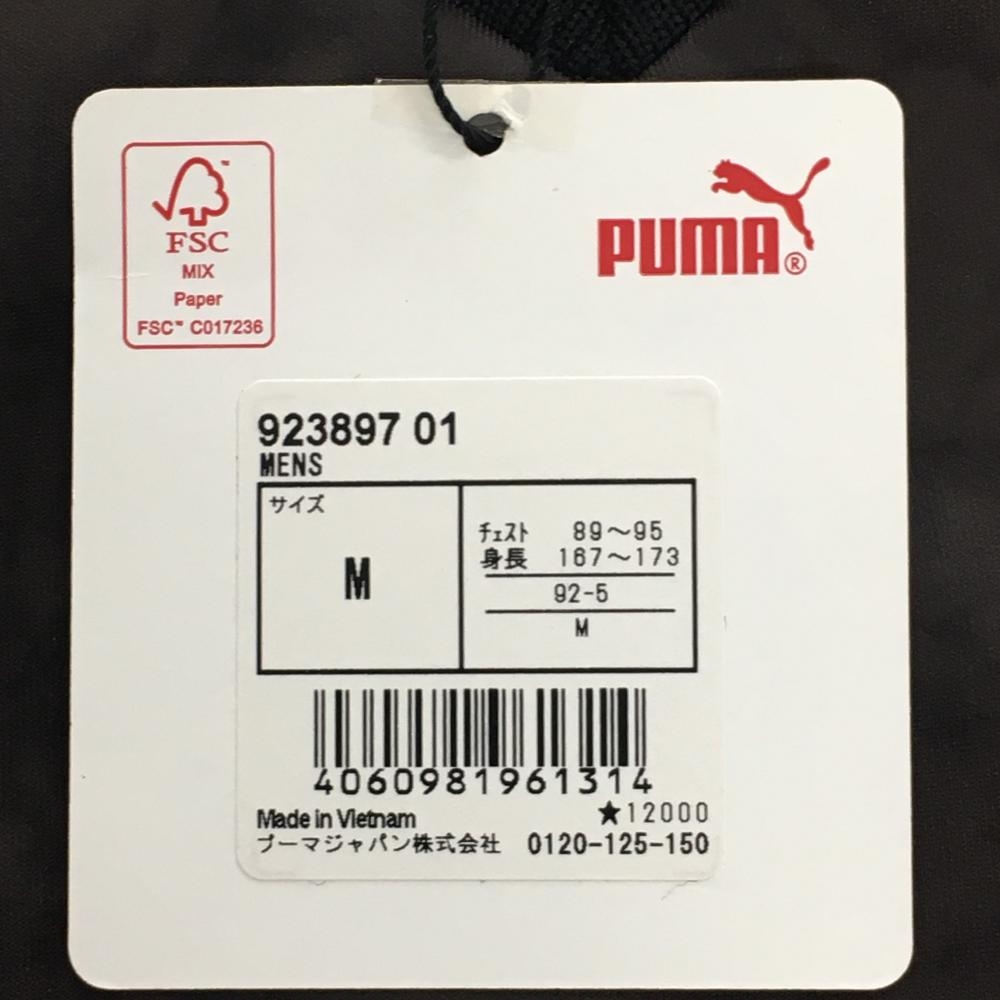 FSC
MIX
Paper
FSC™ C017236
PUMA®
923897 01
MENS
サイズ
M
チェスト 89～95
身長 167～173
92-5
M
4060981961314
Made in Vietnam
★12000
プーマジャパン株式会社 0120-125-150